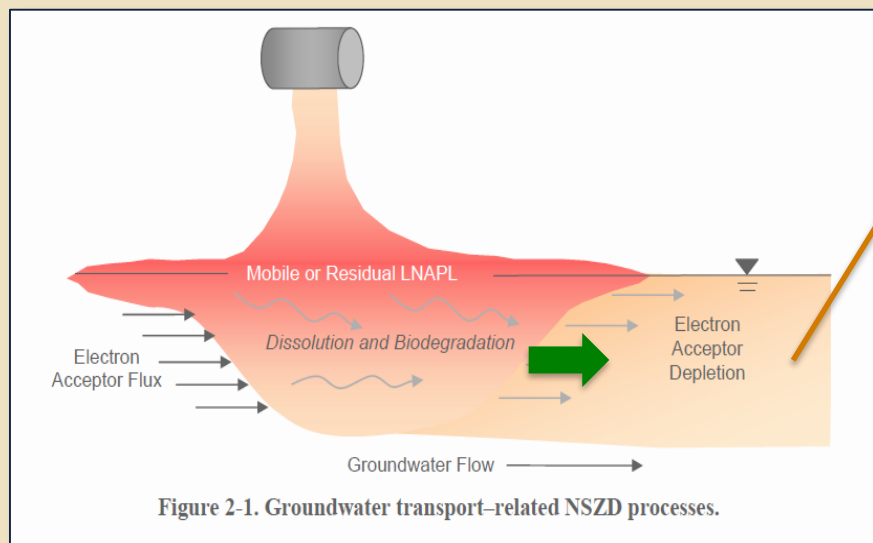 Mobile or Residual LNAPL
Dissolution and Biodegradation
Electron
Acceptor Flux
Electron
Acceptor
Depletion
Groundwater Flow
Figure 2-1. Groundwater transport–related NSZD processes.